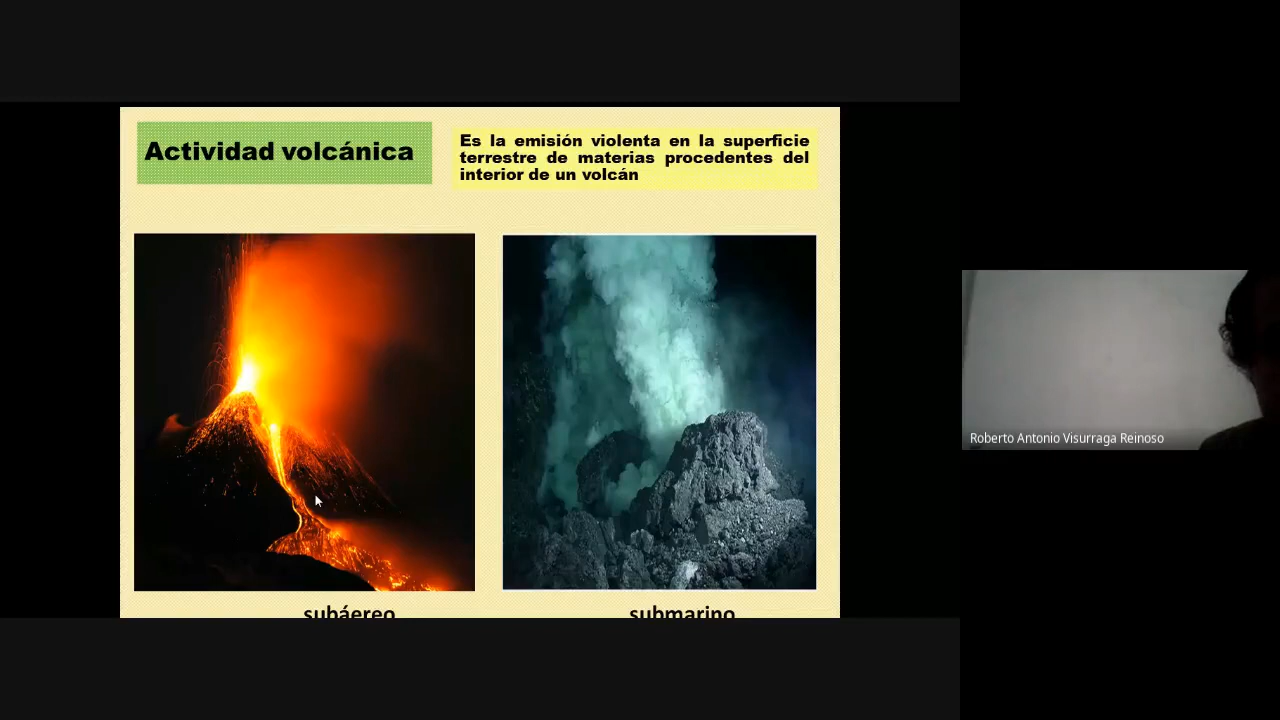 Actividad volcánica
Es la emisión violenta en la superficie
terrestre de materias procedentes del
interior de un volcán
subáereo
submarino
Roberto Antonio Visurraga Reinoso